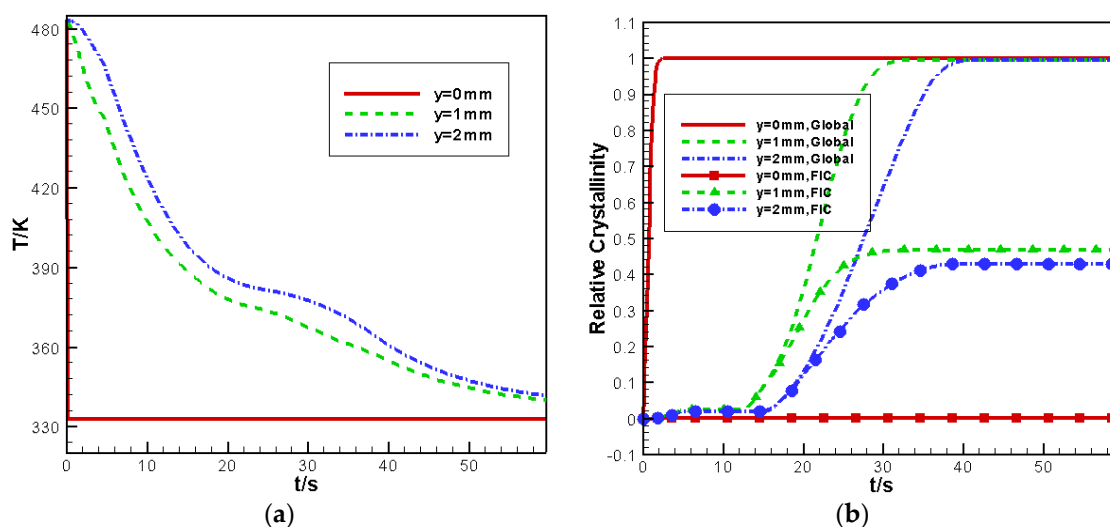 480
450
420
390
360
330
T/K
0
10
20
30
40
50
t/s
y=0mm
y=1mm
y=2mm
(a)
1.1
1
0.9
0.8
0.7
0.6
0.5
0.4
0.3
0.2
0.1
0
-0.1
Relative Crystallinity
0
10
20
30
40
50
t/s
y=0mm,Global
y=1mm,Global
y=2mm,Global
y=0mm,FIC
y=1mm,FIC
y=2mm,FIC
(b)